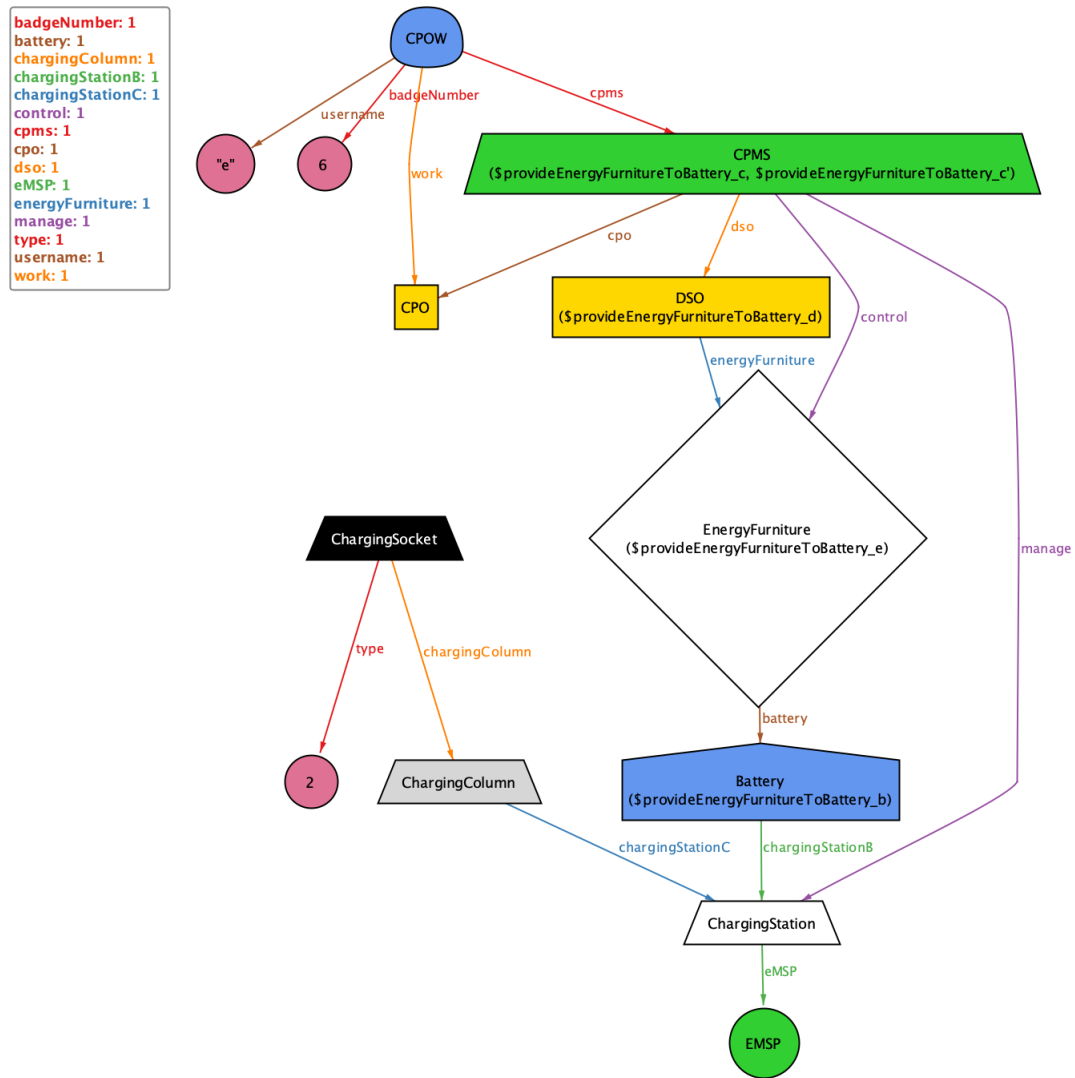 badgeNumber: 1
battery: 1
chargingColumn: 1
chargingStationB: 1
chargingStationC: 1
control: 1
cpms: 1
cpo: 1
dso: 1
eMSP: 1
energyFurniture: 1
manage: 1
type: 1
username: 1
work: 1
CPOW
badgeNumber
cpms
username
"e"
6
work
CPMS
($provideEnergyFurnitureToBattery_c, $provideEnergyFurnitureToBattery_c')
cpo
dso
CPO
DSO
($provideEnergyFurnitureToBattery_d)
control
energyFurniture
EnergyFurniture
($provideEnergyFurnitureToBattery_e)
manage
ChargingSocket
type
chargingColumn
battery
2
ChargingColumn
Battery
($provideEnergyFurnitureToBattery_b)
chargingStationC
chargingStationB
ChargingStation
eMSP
EMSP